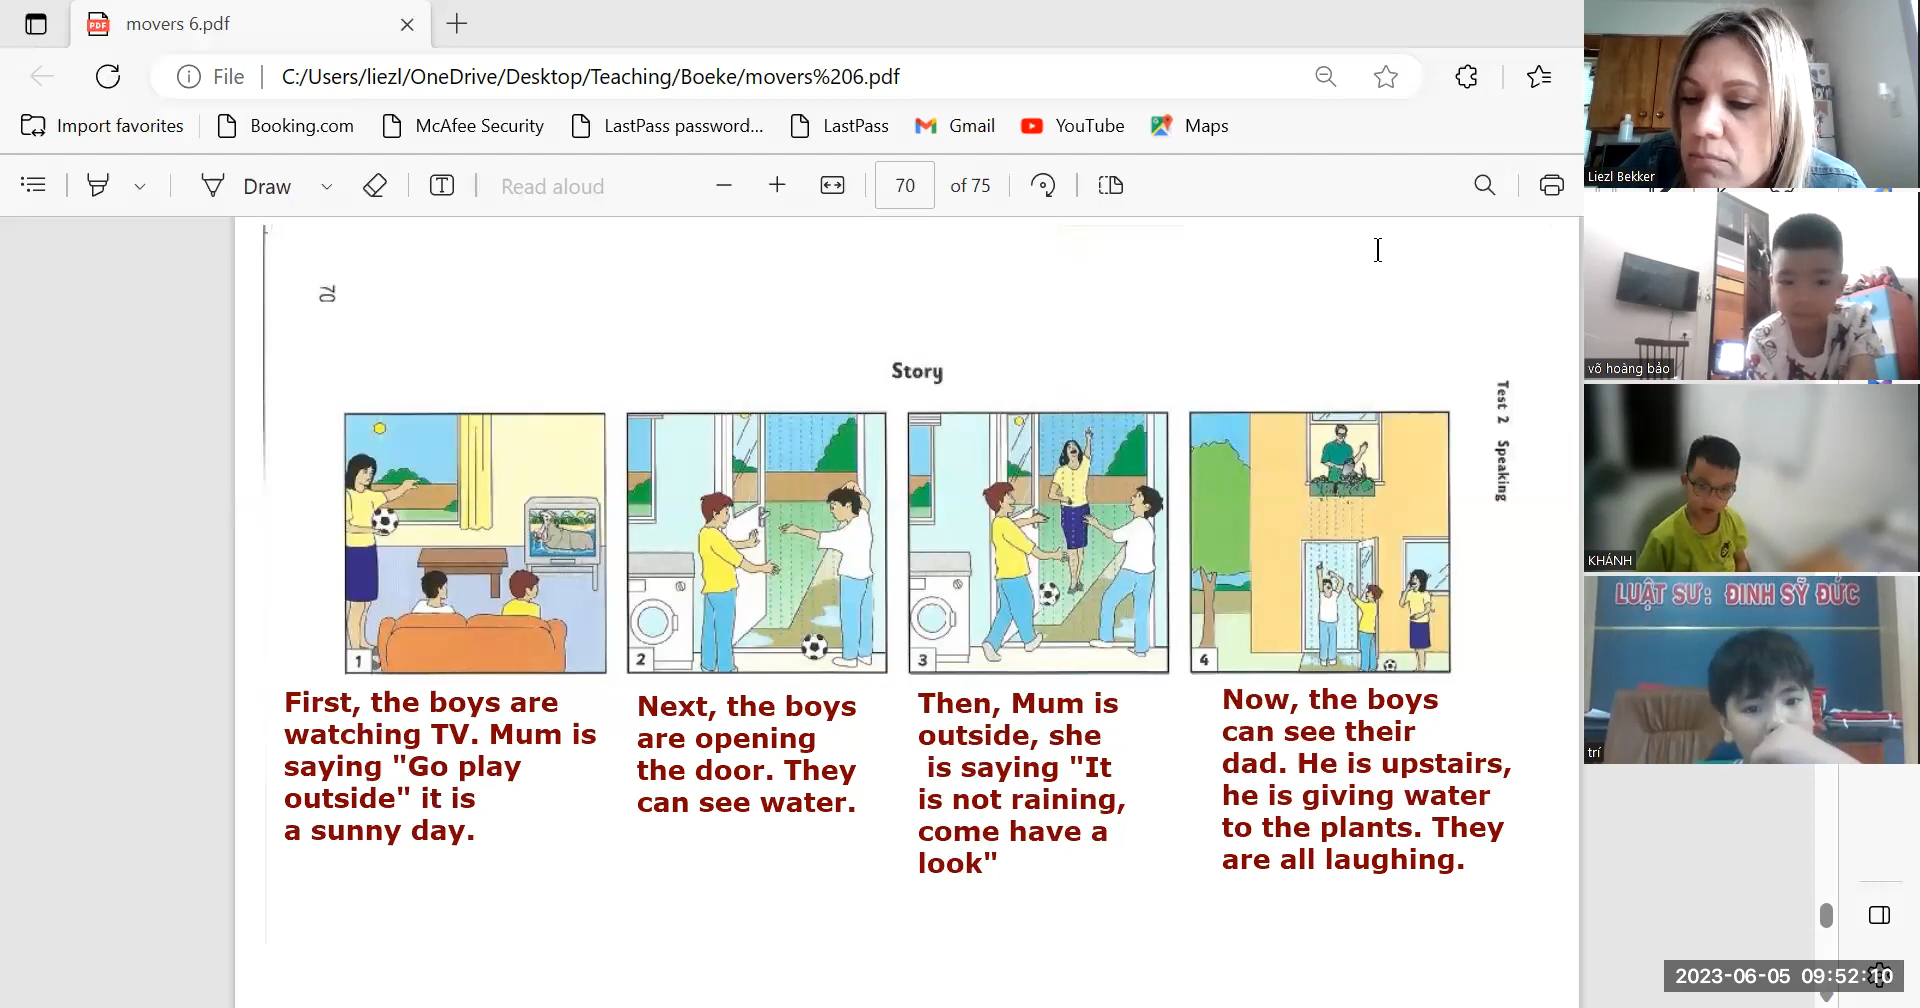 movers 6.pdf
File C:/Users/liezl/OneDrive/Desktop/Teaching/Boeke/movers%206.pdf
Import favorites Booking.com McAfee Security LastPass password... LastPass Gmail YouTube Maps
Draw Read aloud 70 of 75
Liezl Bekker
võ hoàng bảo
KHÁNH
LUẬT SƯ: ĐINH SỸ ĐỨC
trí
70
Story
Test 2 Speaking
1
2
3
4
First, the boys are
watching TV. Mum is
saying "Go play
outside" it is
a sunny day.
Next, the boys
are opening
the door. They
can see water.
Then, Mum is
outside, she
is saying "It
is not raining,
come have a
look"
Now, the boys
can see their
dad. He is upstairs,
he is giving water
to the plants. They
are all laughing.
2023-06-05 09:52:10